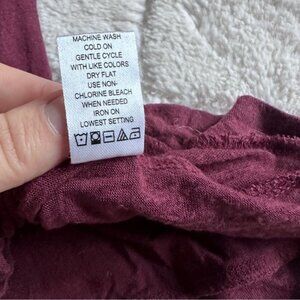 MACHINE WASH
COLD ON
GENTLE CYCLE
WITH LIKE COLORS
DRY FLAT
USE NON-
CHLORINE BLEACH
WHEN NEEDED
IRON ON
LOWEST SETTING